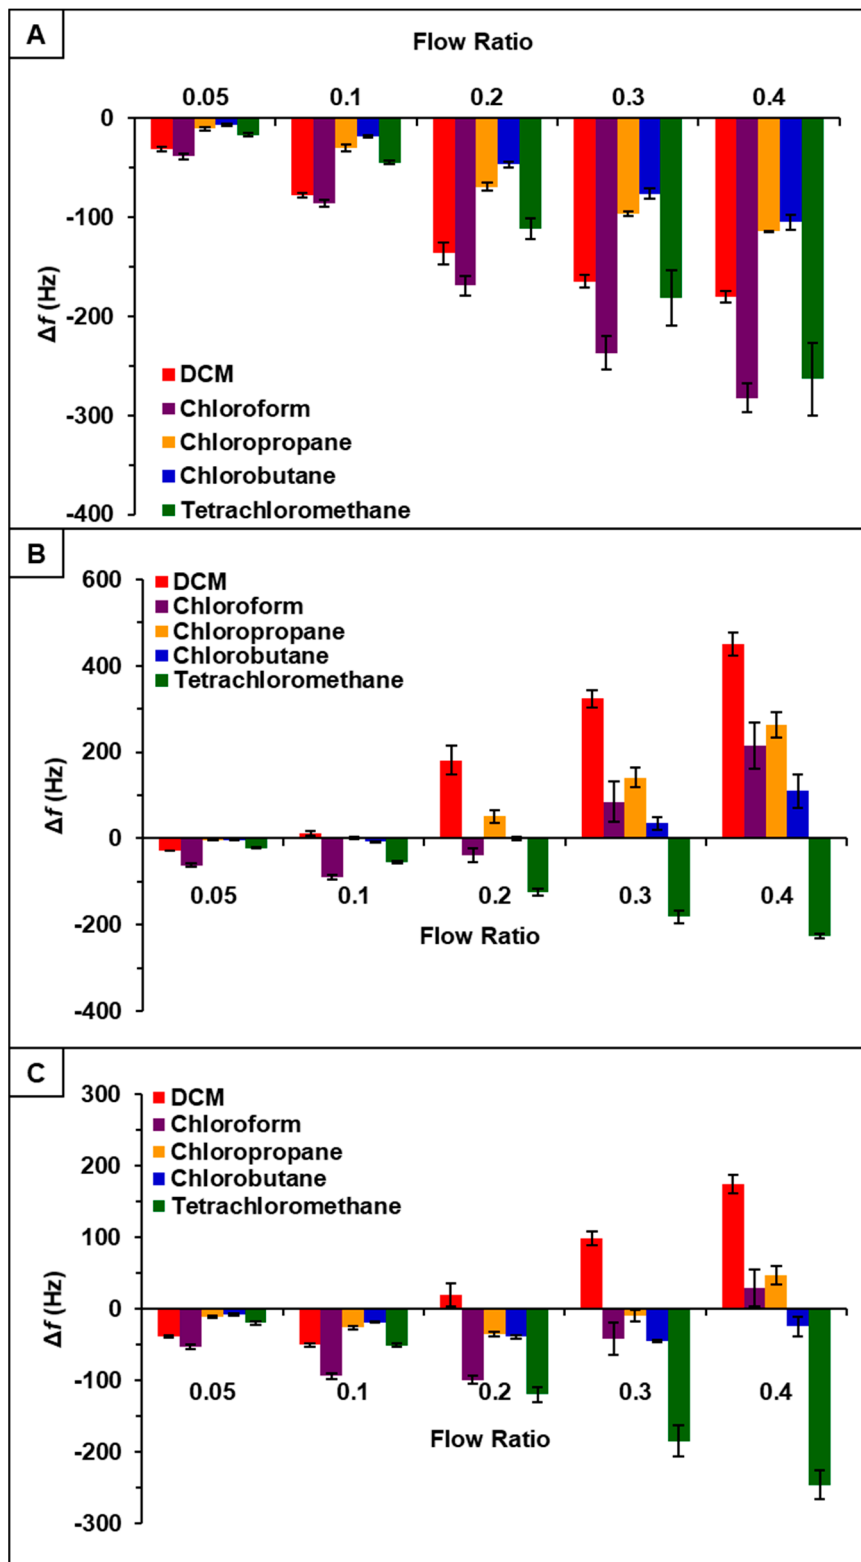 A
Flow Ratio
0.05 0.1 0.2 0.3 0.4
0
-100
-200
-300
-400
Δf (Hz)
DCM
Chloroform
Chloropropane
Chlorobutane
Tetrachloromethane
B
600
400
200
0
-200
-400
Δf (Hz)
DCM
Chloroform
Chloropropane
Chlorobutane
Tetrachloromethane
0.05 0.1 0.2 0.3 0.4
Flow Ratio
C
300
200
100
0
-100
-200
-300
Δf (Hz)
DCM
Chloroform
Chloropropane
Chlorobutane
Tetrachloromethane
0.05 0.1 0.2 0.3 0.4
Flow Ratio